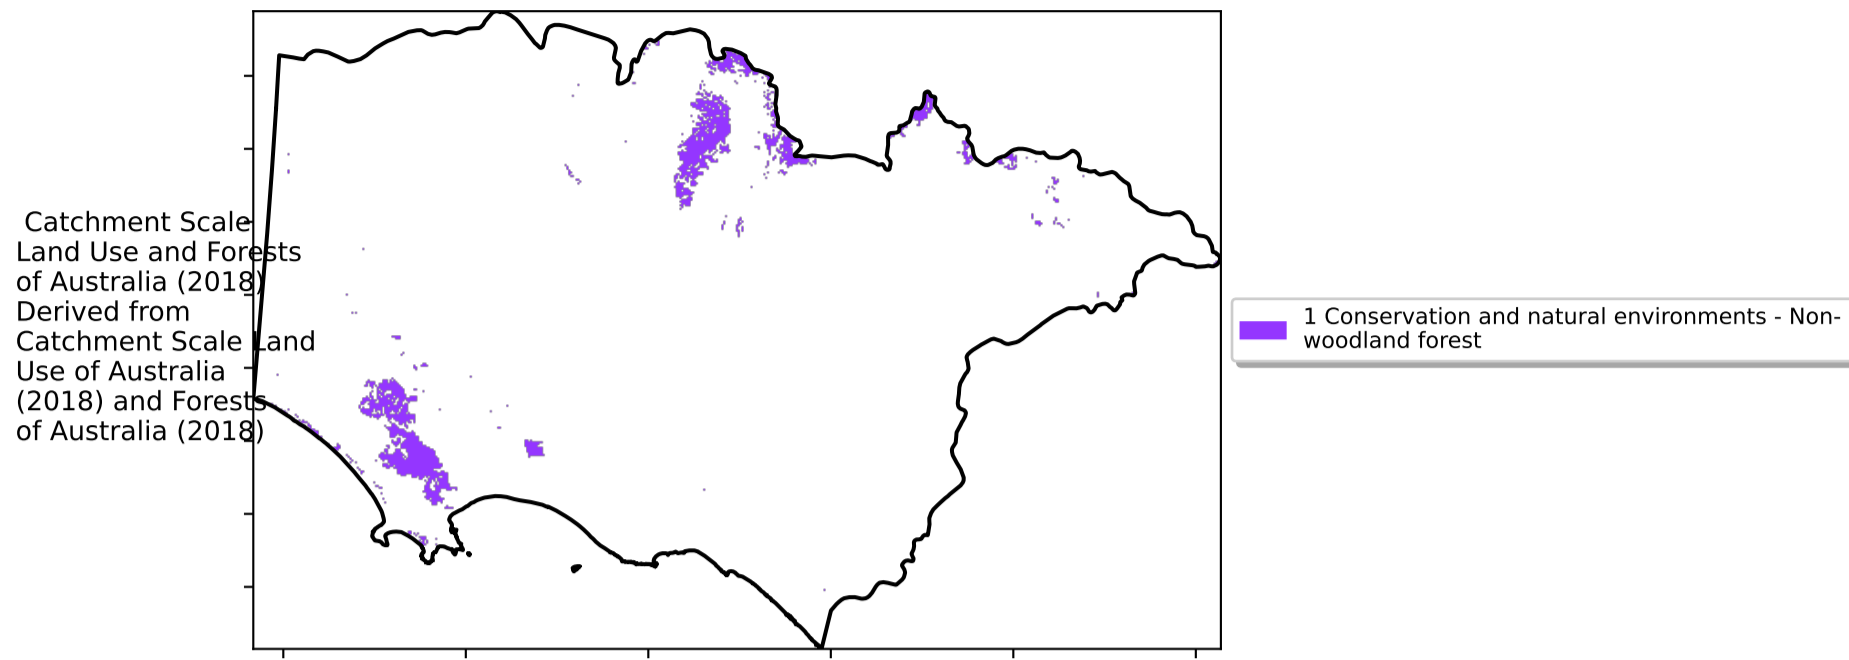 Catchment Scale
Land Use and Forests
of Australia (2018)
Derived from
Catchment Scale Land
Use of Australia
(2018) and Forests
of Australia (2018)
1 Conservation and natural environments - Non-
woodland forest